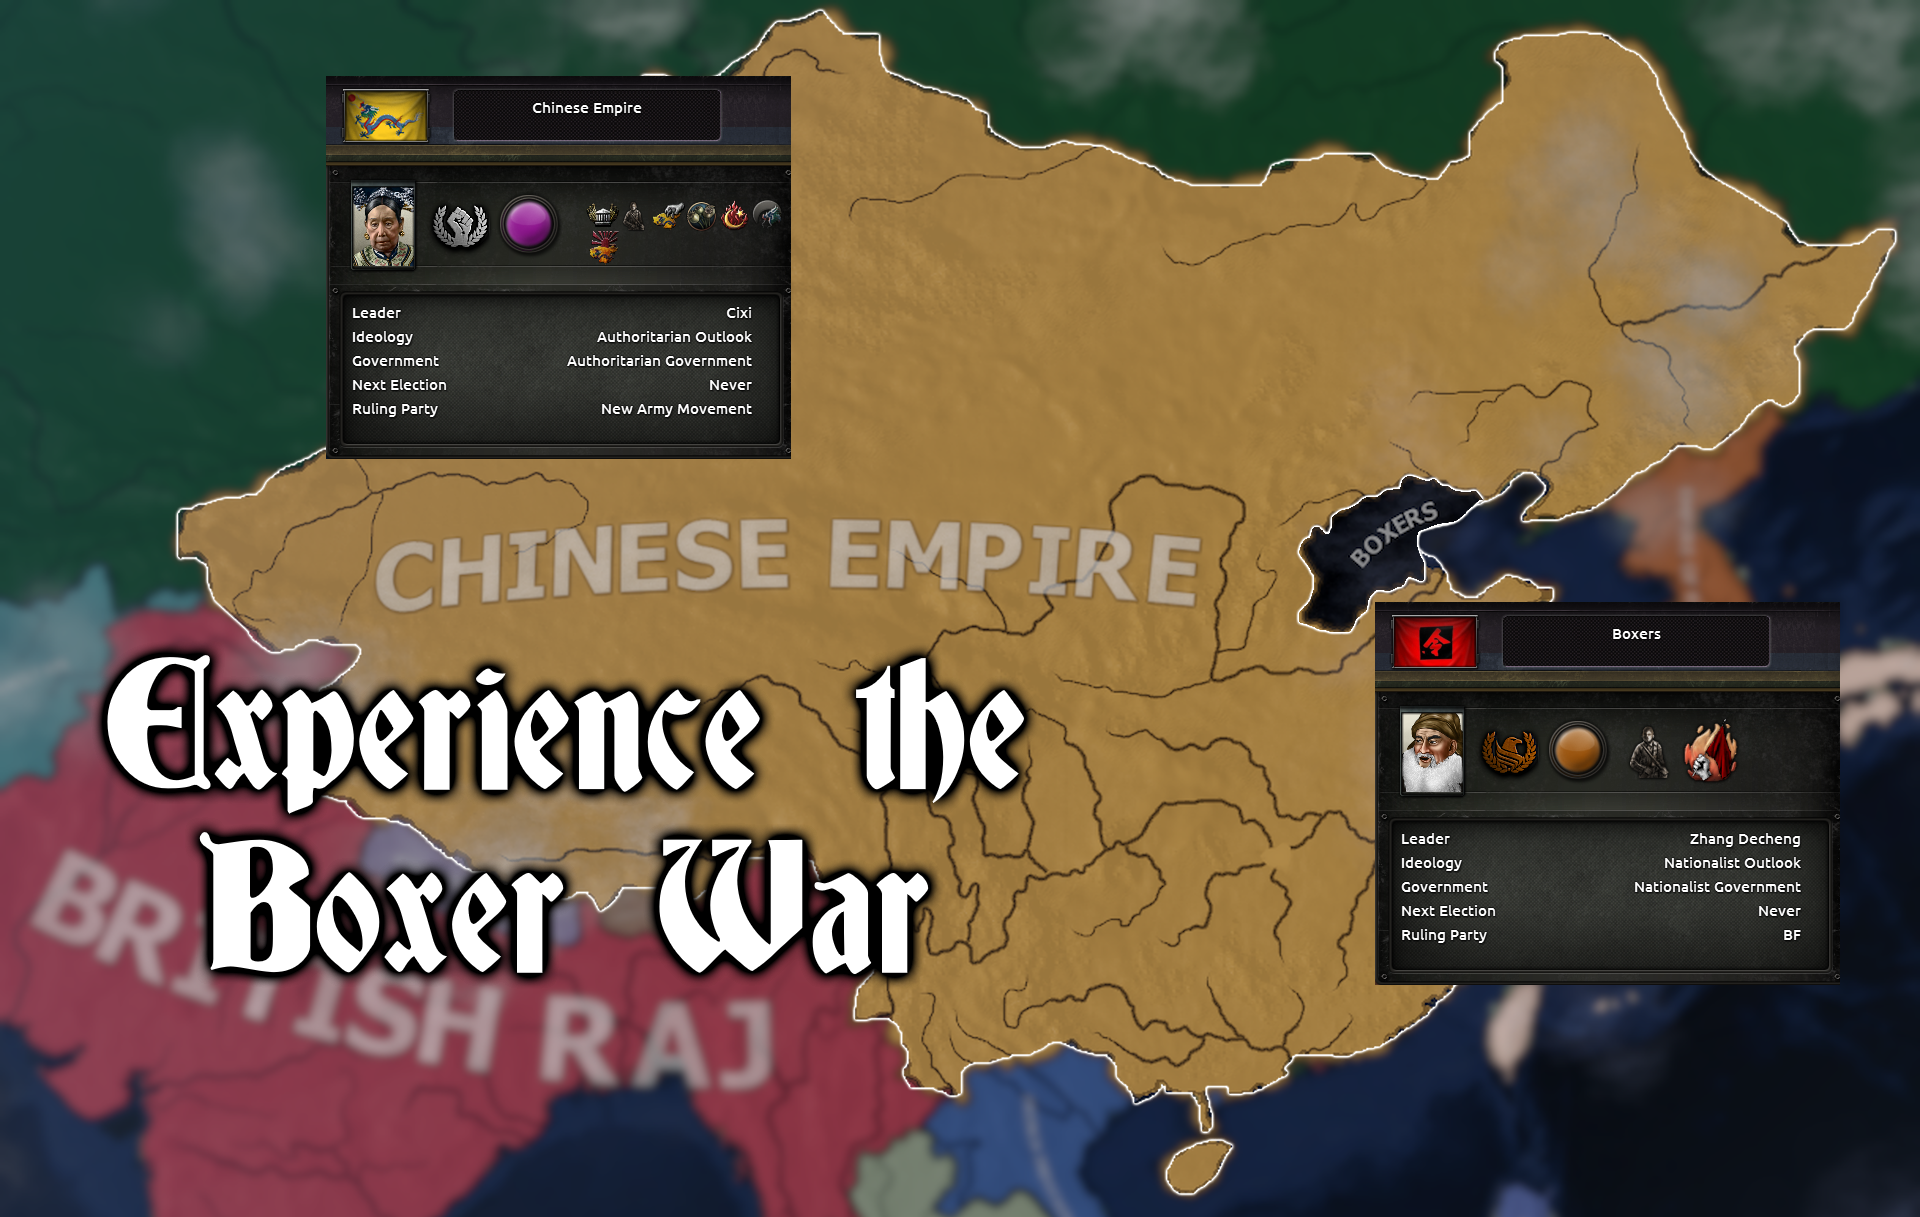 Chinese Empire
Leader Cixi
Ideology Authoritarian Outlook
Government Authoritarian Government
Next Election Never
Ruling Party New Army Movement
CHINESE EMPIRE
BOXERS
Experience the
Boxer War
BRITISH RAJ
Boxers
Leader Zhang Decheng
Ideology Nationalist Outlook
Government Nationalist Government
Next Election Never
Ruling Party BF